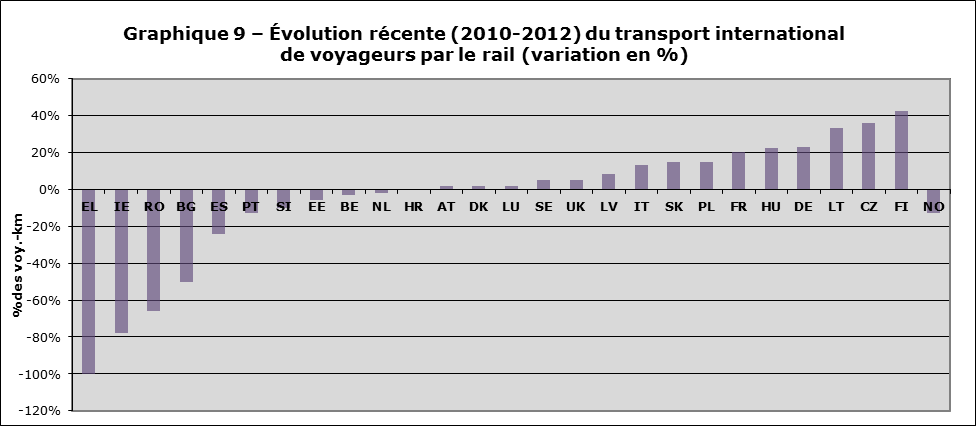 Graphique 9 – Évolution récente (2010-2012) du transport international
de voyageurs par le rail (variation en %)
%des voy.-km
60%
40%
20%
0%
-20%
-40%
-60%
-80%
-100%
-120%
EL IE RO BG ES PT SI EE BE NL HR AT DK LU SE UK LV IT SK PL FR HU DE LT CZ FI NO